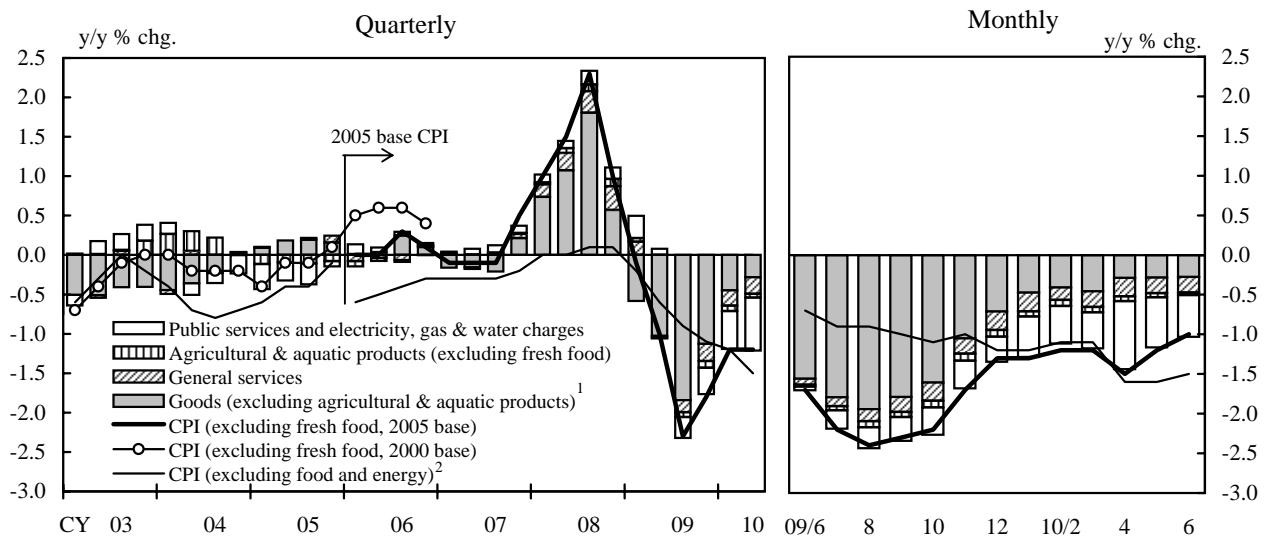 Quarterly
y/y % chg.
2.5
2.0
1.5
1.0
0.5
0.0
-0.5
-1.0
-1.5
-2.0
-2.5
-3.0
2005 base CPI
Public services and electricity, gas & water charges
Agricultural & aquatic products (excluding fresh food)
General services
Goods (excluding agricultural & aquatic products)1
CPI (excluding fresh food, 2005 base)
CPI (excluding fresh food, 2000 base)
CPI (excluding food and energy)2
CY 03 04 05 06 07 08 09 10
Monthly
y/y % chg.
2.5
2.0
1.5
1.0
0.5
0.0
-0.5
-1.0
-1.5
-2.0
-2.5
-3.0
09/6 8 10 12 10/2 4 6